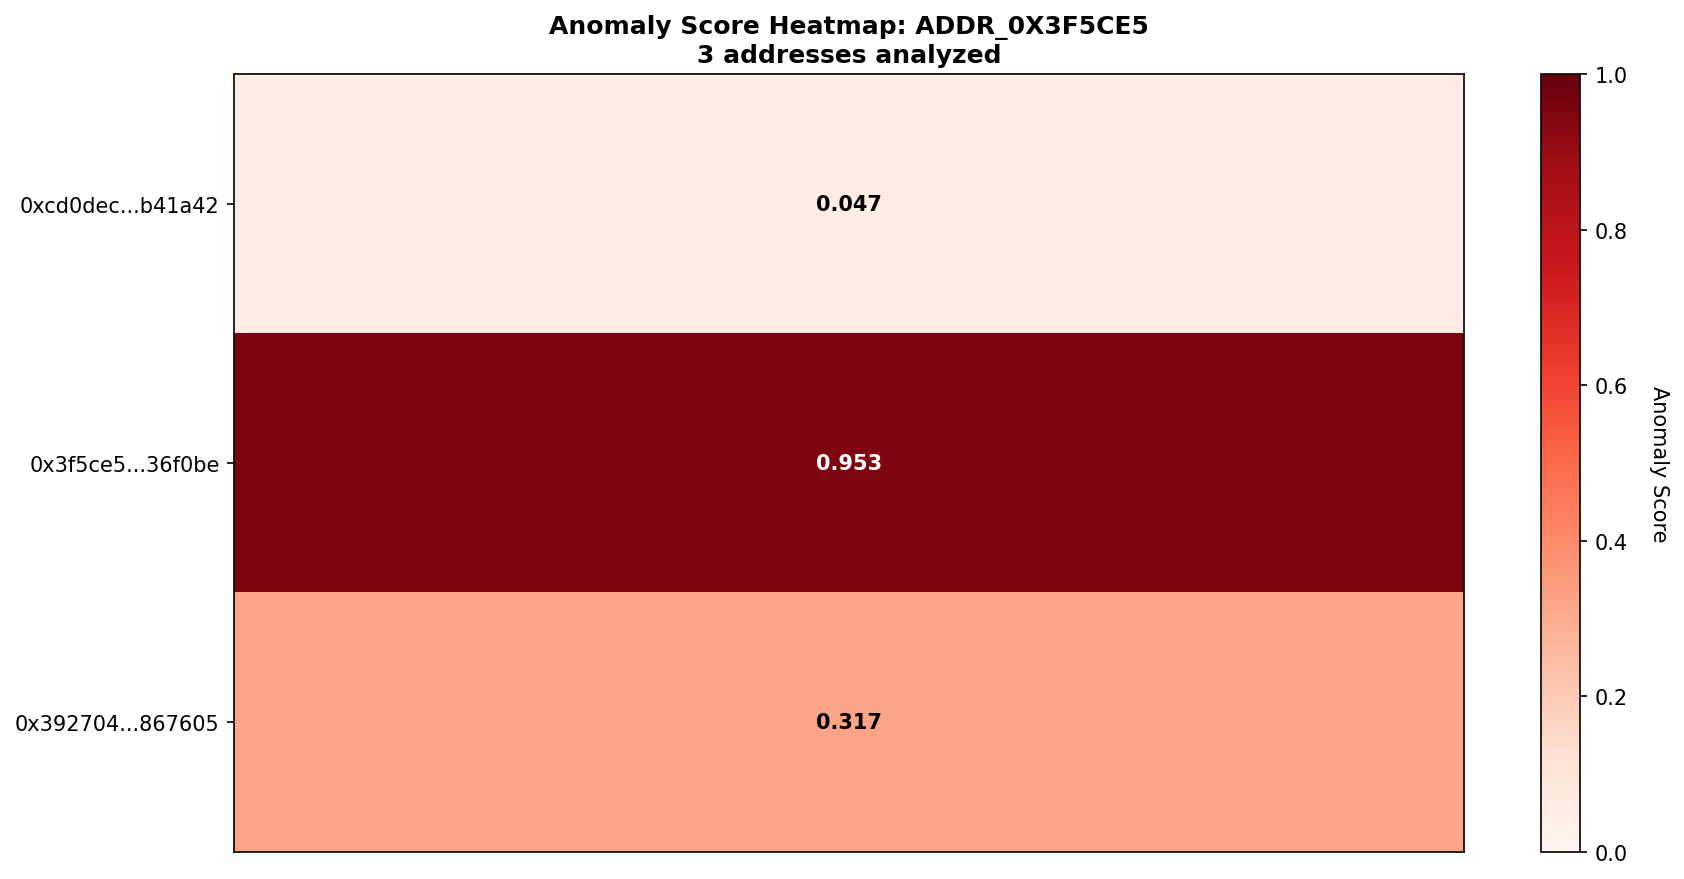 Anomaly Score Heatmap: ADDR_0X3F5CE5
3 addresses analyzed
0xcd0dec...b41a42
0.047
0x3f5ce5...36f0be
0.953
0x392704...867605
0.317
1.0
0.8
0.6
0.4
0.2
0.0
Anomaly Score